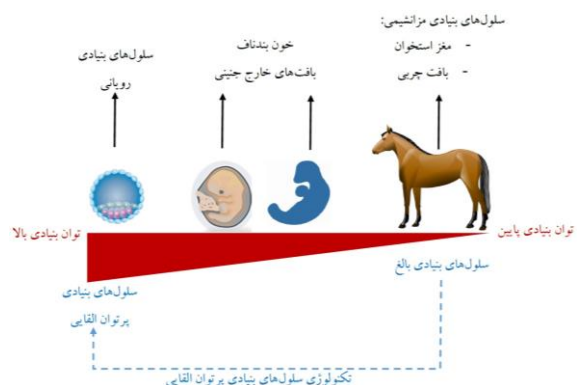 سلول‌های بنیادی مزانشیمی:
- مغز استخوان
- بافت چربی
خون بندناف
بافت‌های خارج جنینی
سلول‌های بنیادی
رویانی
توان بنیادی بالا
توان بنیادی پایین
سلول‌های بنیادی بالغ
سلول‌های بنیادی
پرتوان القایی
تکنولوژی سلول‌های بنیادی پرتوان القایی